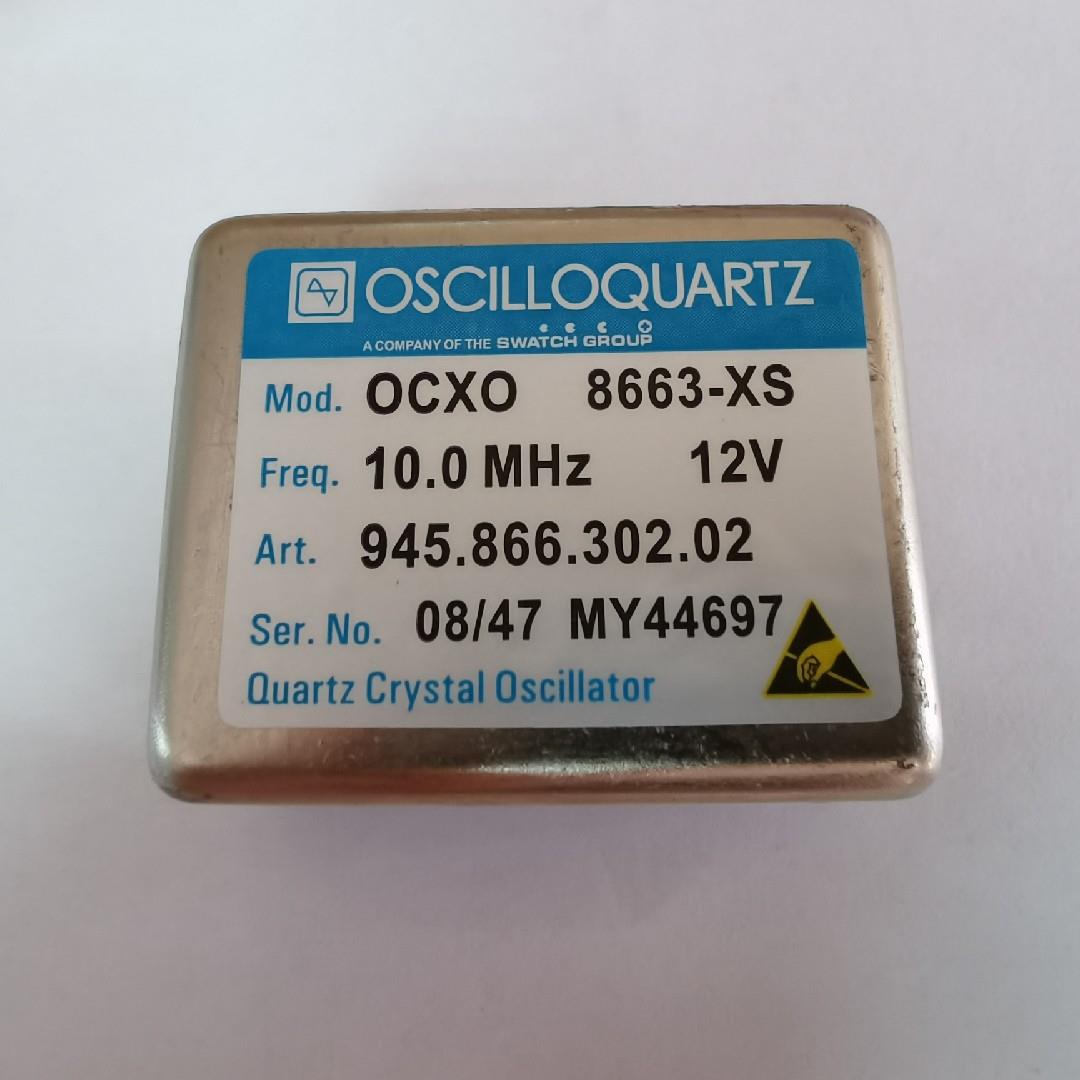 OSCILLOQUARTZ
A COMPANY OF THE SWATCH GROUP
Mod. OCXO 8663-XS
Freq. 10.0 MHz 12V
Art. 945.866.302.02
Ser. No. 08/47 MY44697
Quartz Crystal Oscillator